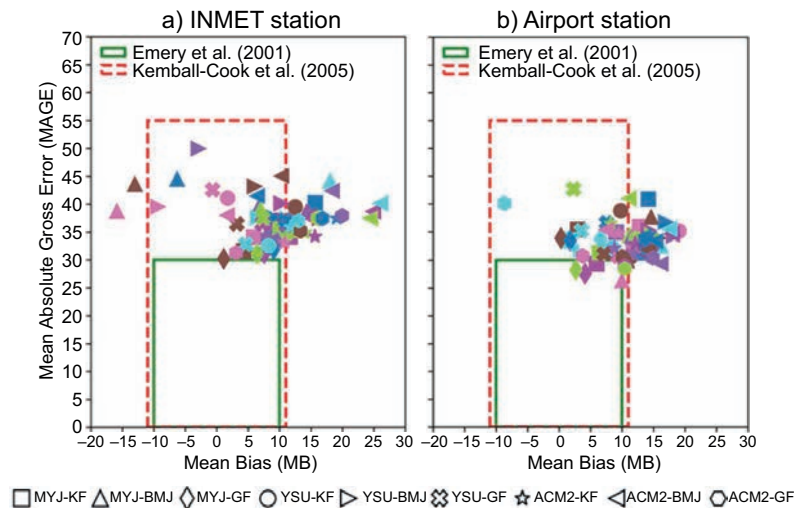 a) INMET station
b) Airport station
Mean Absolute Gross Error (MAGE)
70
65
60
55
50
45
40
35
30
25
20
15
10
5
0
Emery et al. (2001)
Kemball-Cook et al. (2005)
Emery et al. (2001)
Kemball-Cook et al. (2005)
–20 –15 –10 –5 0 5 10 15 20 25 30
–20 –15 –10 –5 0 5 10 15 20 25 30
Mean Bias (MB)
Mean Bias (MB)
MYJ-KF MYJ-BMJ MYJ-GF YSU-KF YSU-BMJ YSU-GF ACM2-KF ACM2-BMJ ACM2-GF